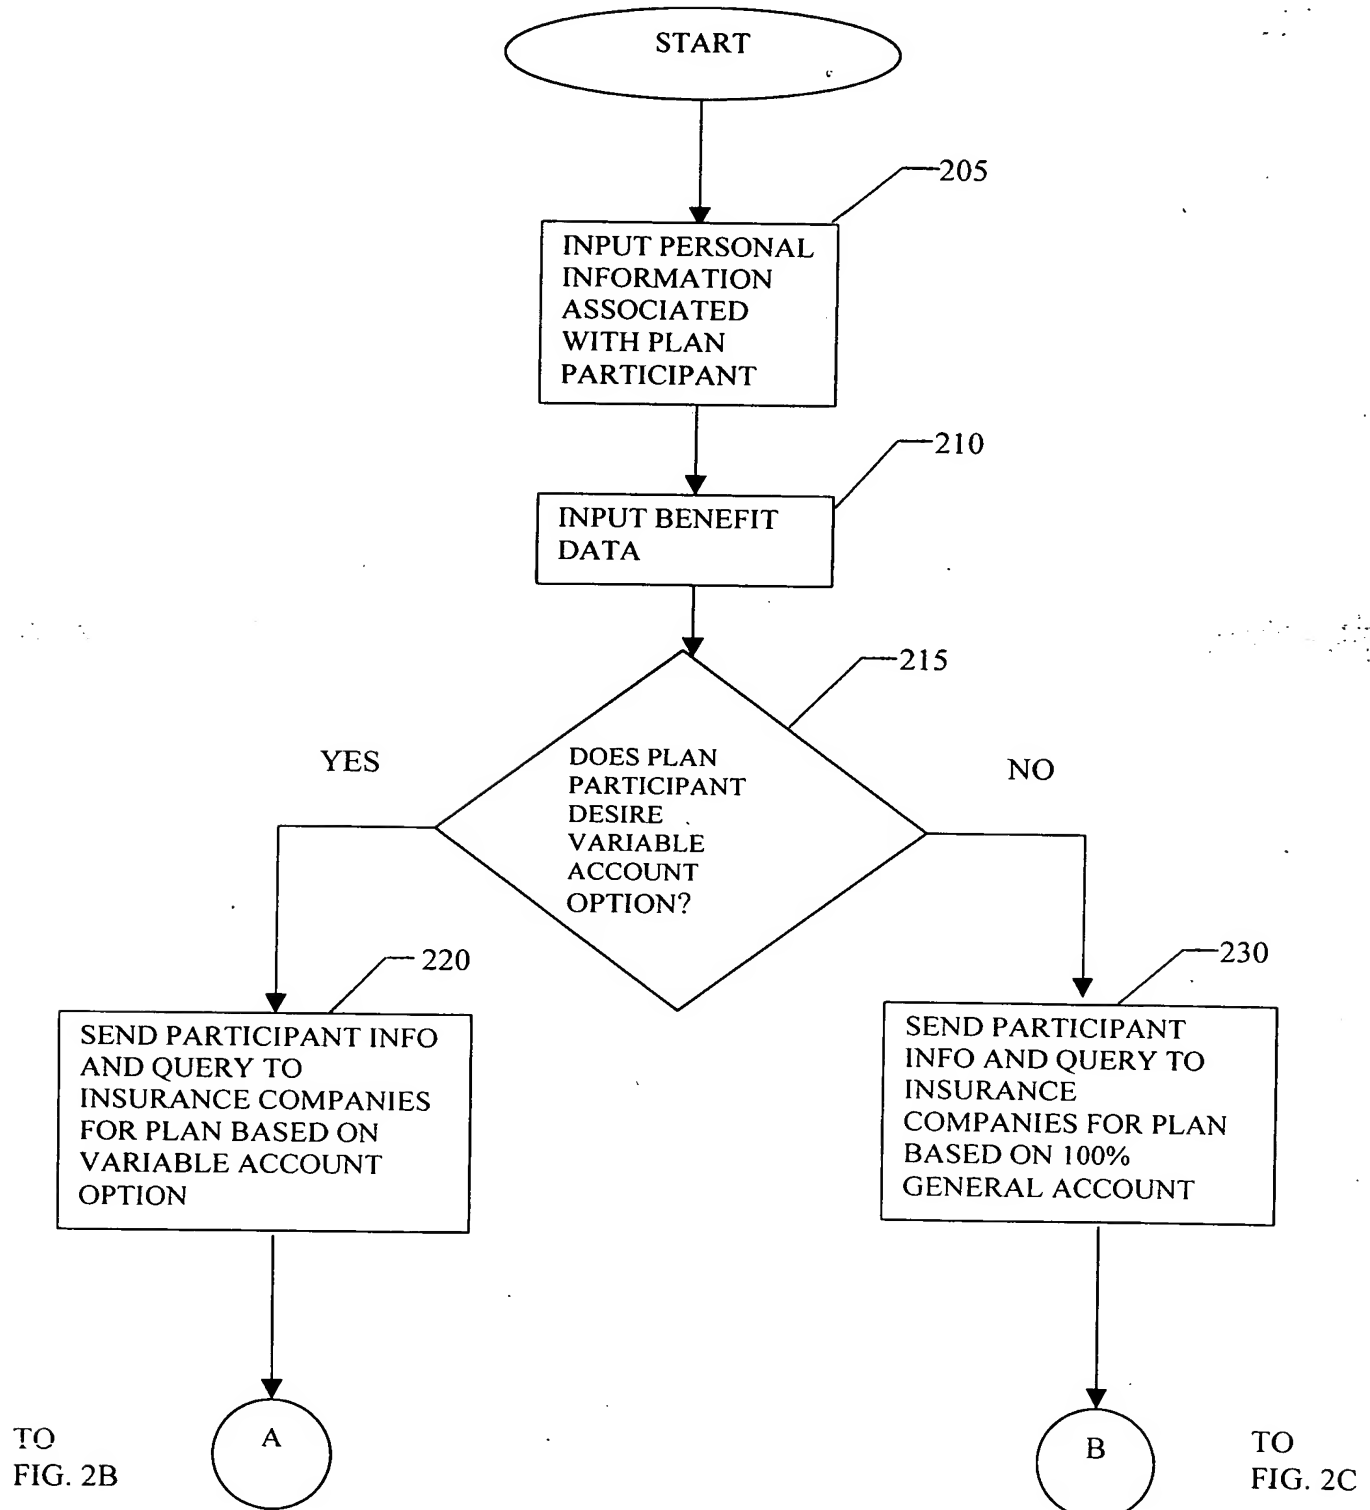 START
205
INPUT PERSONAL
INFORMATION
ASSOCIATED
WITH PLAN
PARTICIPANT
210
INPUT BENEFIT
DATA
215
YES
NO
DOES PLAN
PARTICIPANT
DESIRE
VARIABLE
ACCOUNT
OPTION?
220
SEND PARTICIPANT INFO
AND QUERY TO
INSURANCE COMPANIES
FOR PLAN BASED ON
VARIABLE ACCOUNT
OPTION
230
SEND PARTICIPANT
INFO AND QUERY TO
INSURANCE
COMPANIES FOR PLAN
BASED ON 100%
GENERAL ACCOUNT
TO
FIG. 2B
A
B
TO
FIG. 2C